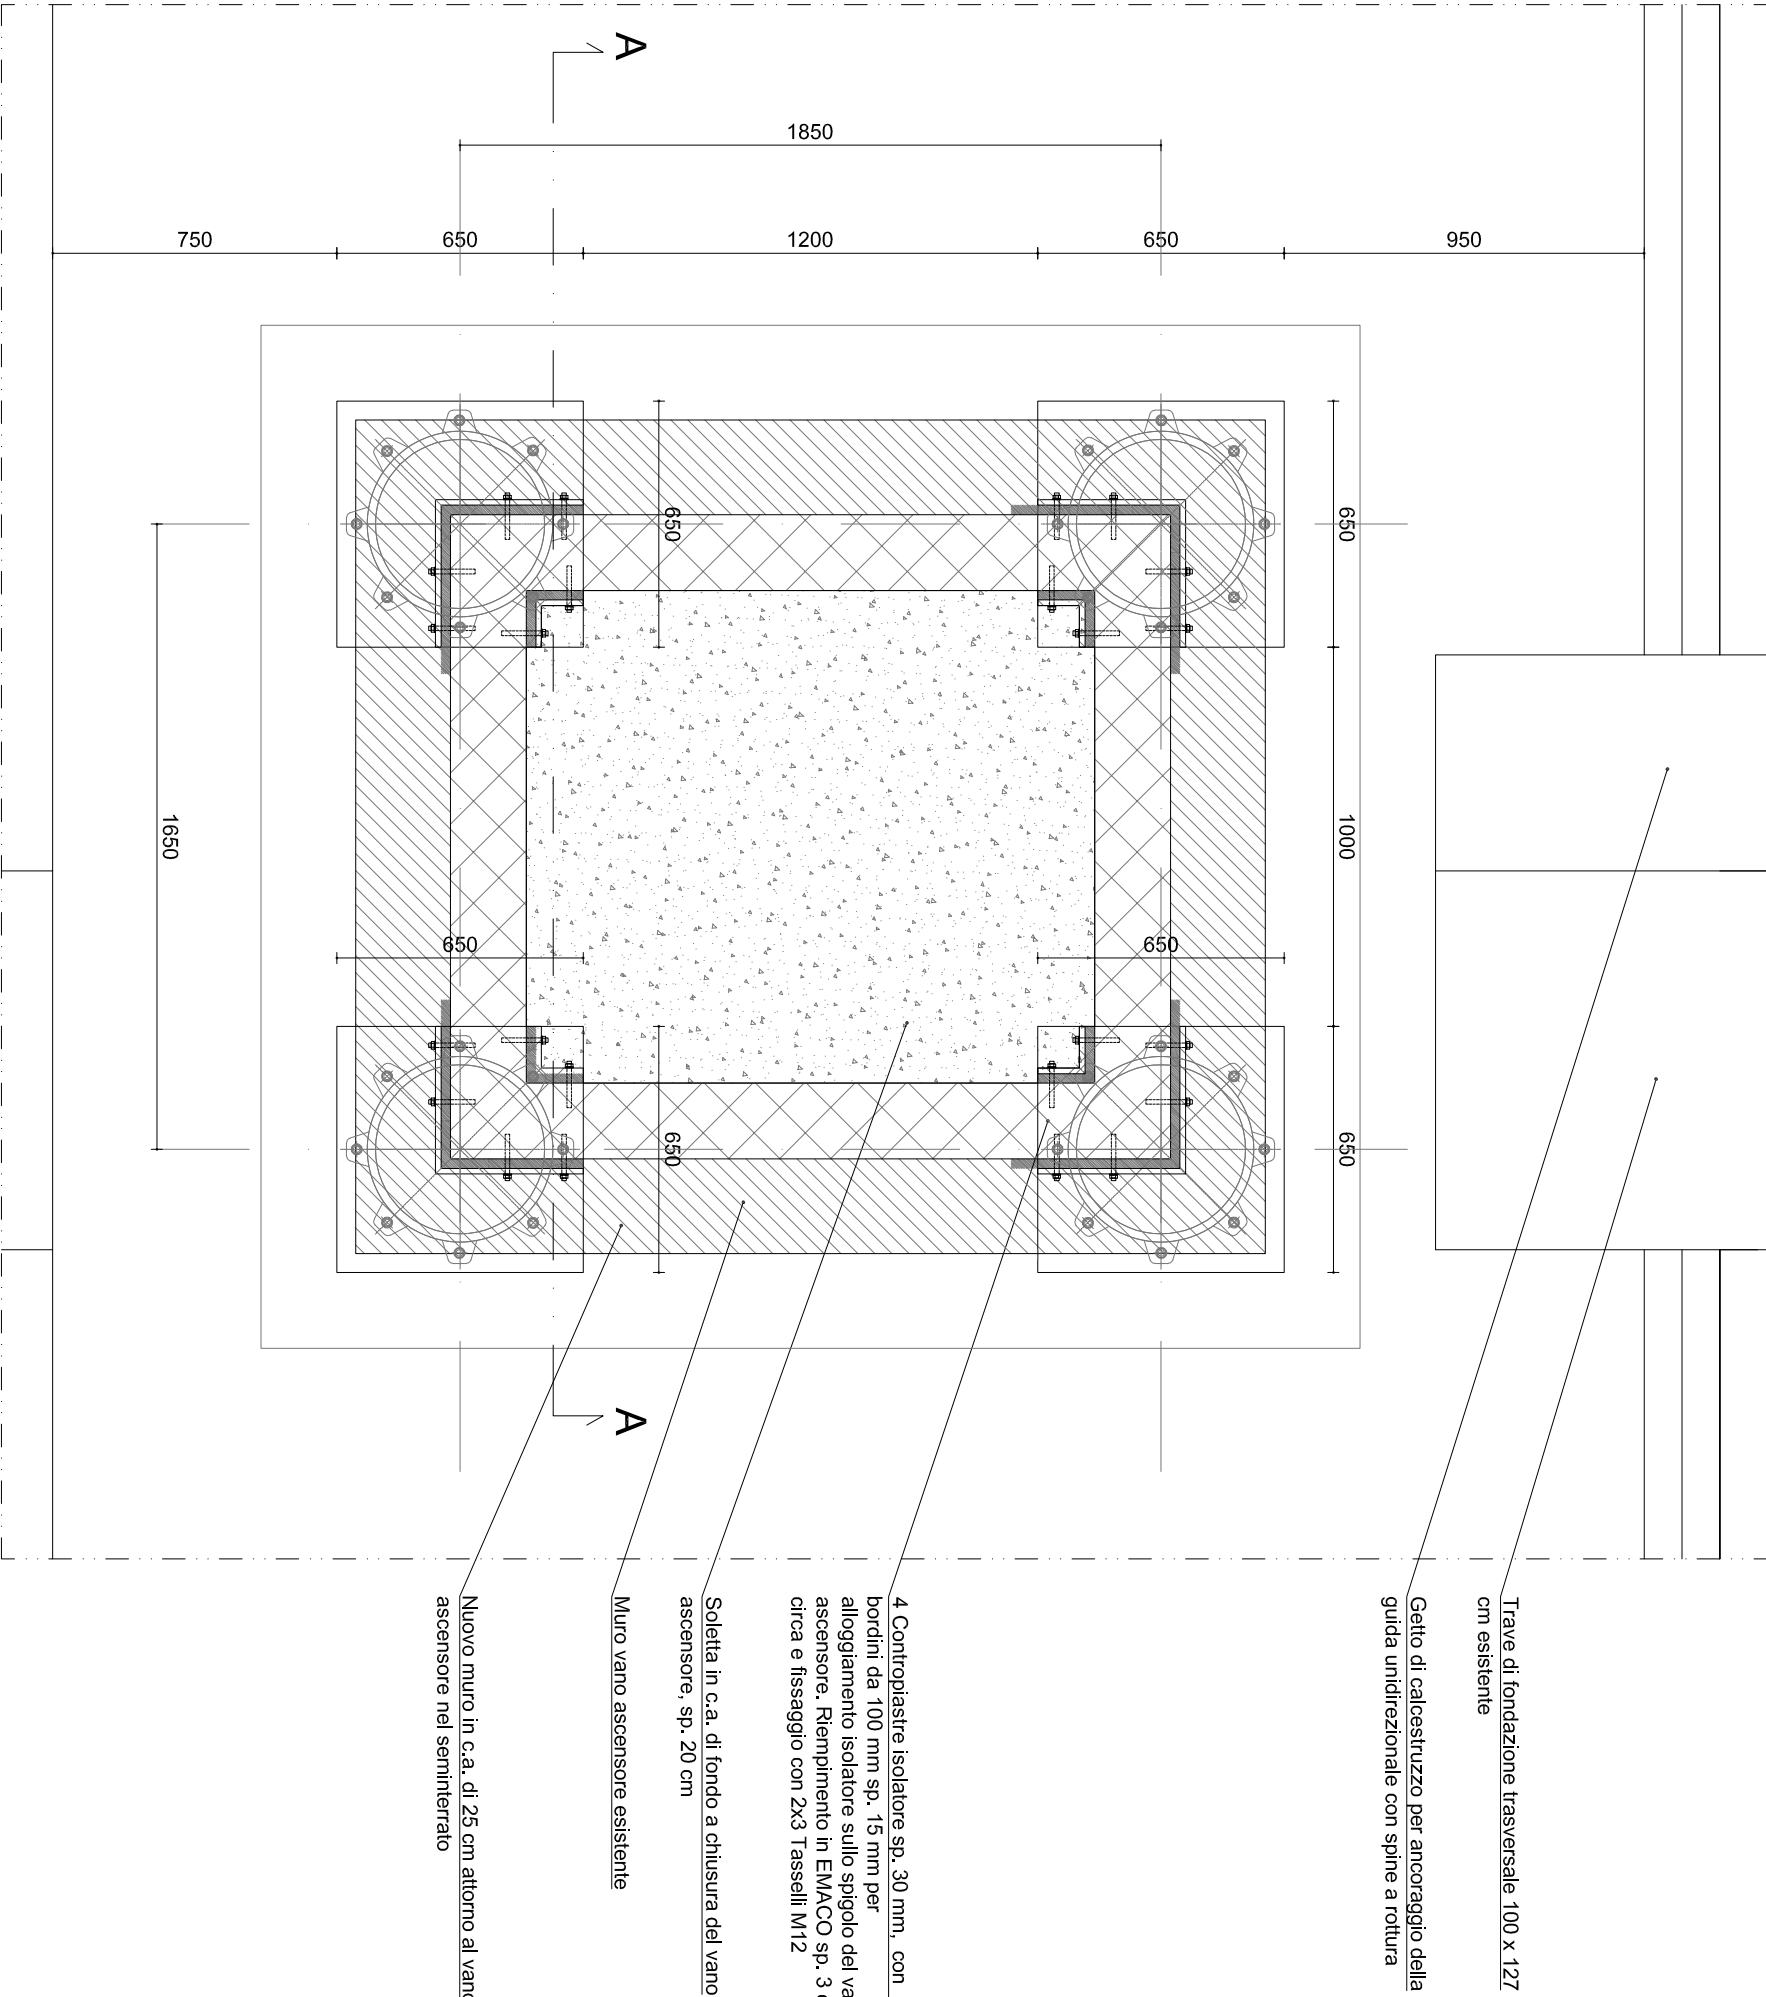 A
1850
750
650
1200
650
950
650
650
1650
1000
650
650
650
650
A
Trave di fondazione trasversale 100 x 127
cm esistente
Getto di calcestruzzo per ancoraggio della
guida unidirezionale con spine a rottura
4 Contropiastre isolatore sp. 30 mm, con
bordini da 100 mm sp. 15 mm per
alloggiamento isolatore sullo spigolo del
ascensore. Riempimento in EMACO sp. 3
circa e fissaggio con 2x3 Tasselli M12
Soletta in c.a. di fondo a chiusura del vano
ascensore, sp. 20 cm
Muro vano ascensore esistente
Nuovo muro in c.a. di 25 cm attorno al vano
ascensore nel seminterrato